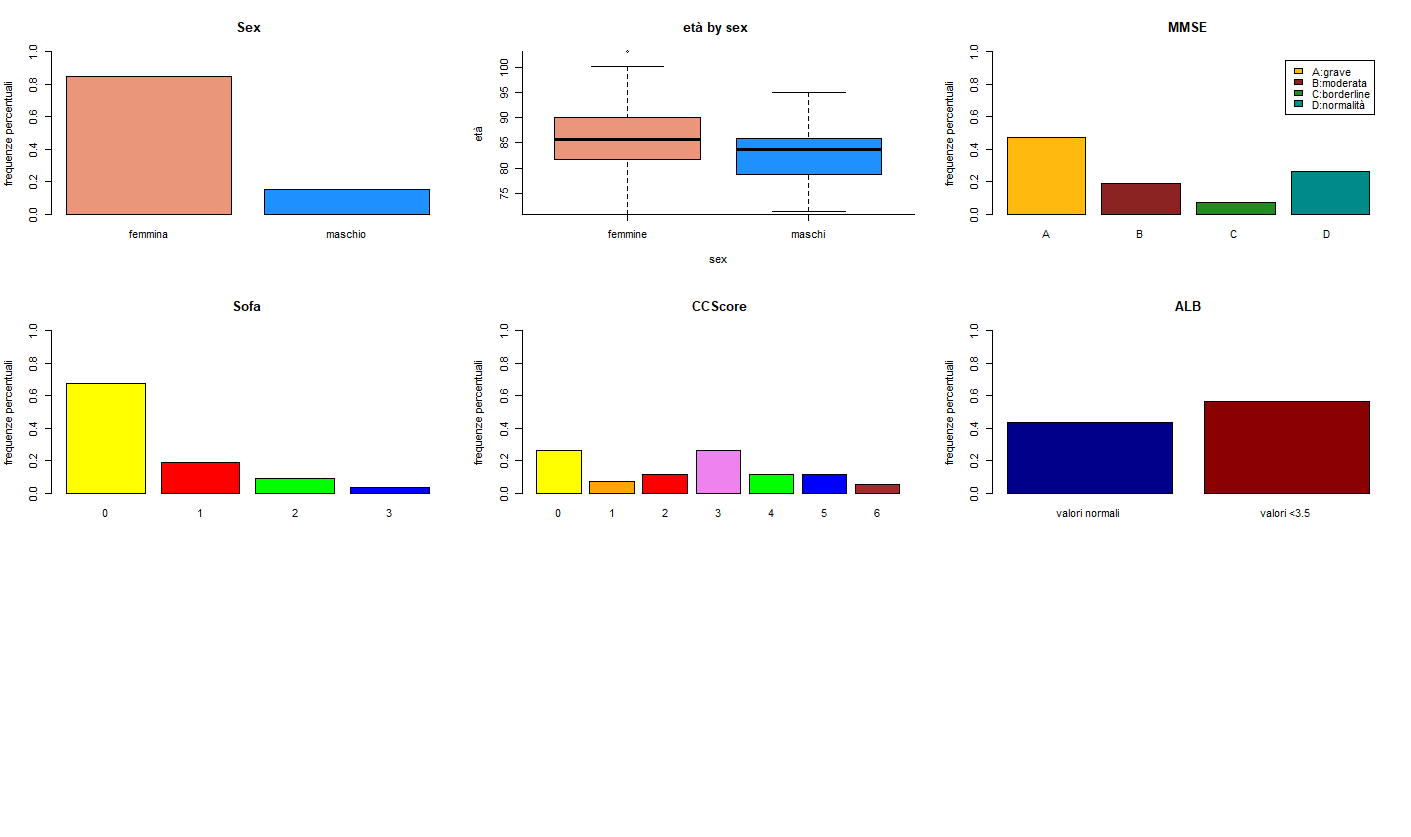 Sex
frequenze percentuali
0.0 0.2 0.4 0.6 0.8 1.0
femmina maschio
età by sex
età
75 80 85 90 95 100
femmine maschi
sex
MMSE
frequenze percentuali
0.0 0.2 0.4 0.6 0.8 1.0
A:grave
B:moderata
C:borderline
D:normalità
A B C D
Sofa
frequenze percentuali
0.0 0.2 0.4 0.6 0.8 1.0
0 1 2 3
CCScore
frequenze percentuali
0.0 0.2 0.4 0.6 0.8 1.0
0 1 2 3 4 5 6
ALB
frequenze percentuali
0.0 0.2 0.4 0.6 0.8 1.0
valori normali valori <3.5